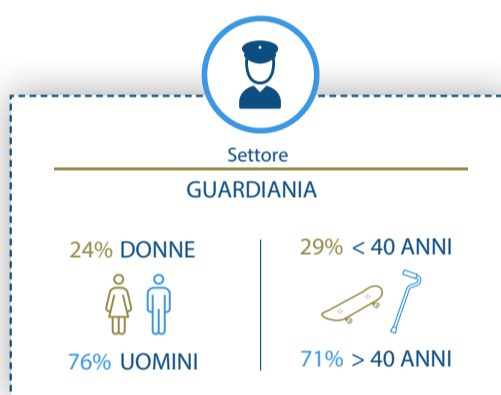 Settore
GUARDIANIA
24% DONNE
76% UOMINI
29% < 40 ANNI
71% > 40 ANNI